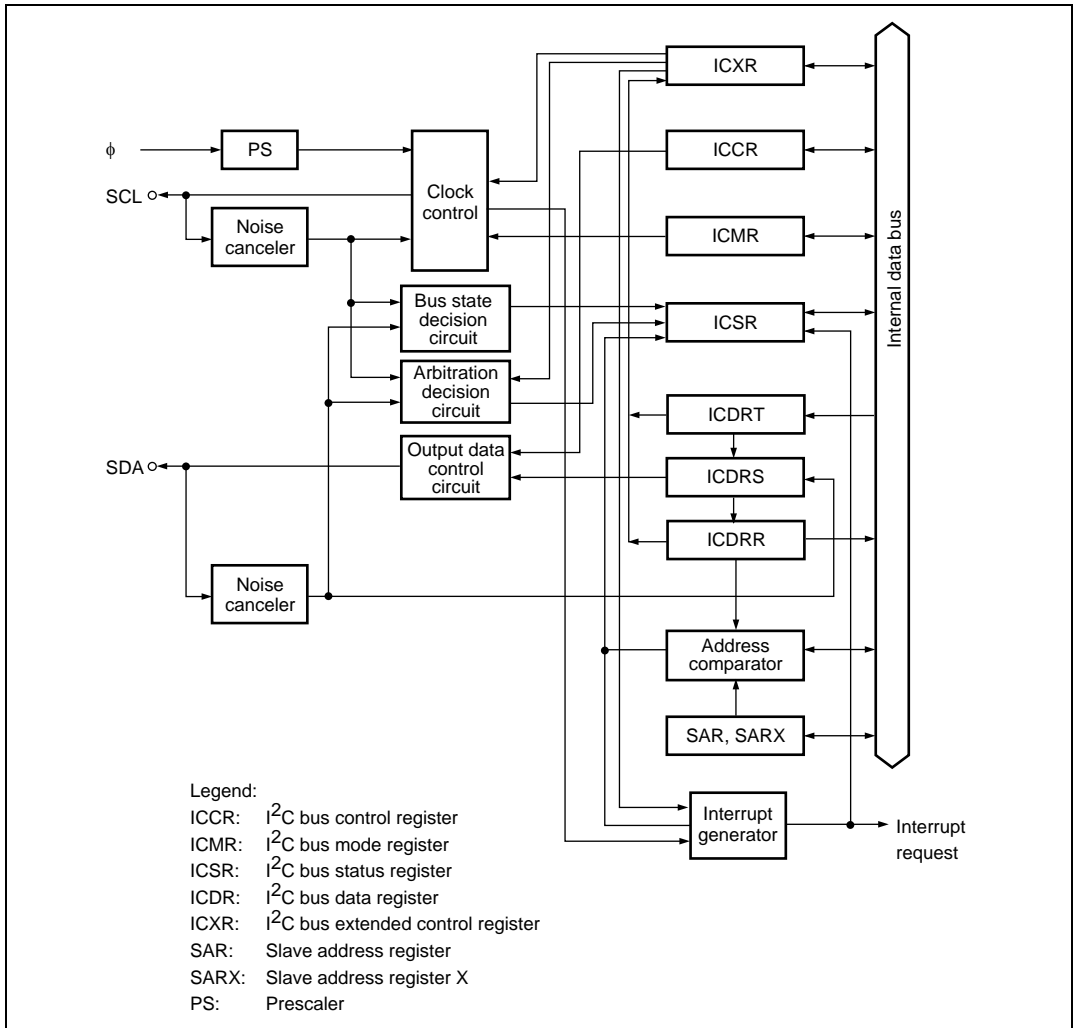 ICXR
ϕ
PS
ICCR
SCL
Clock
control
Noise
canceler
ICMR
Internal data bus
Bus state
decision
circuit
ICSR
Arbitration
decision
circuit
ICDRT
SDA
Output data
control
circuit
ICDRS
ICDRR
Noise
canceler
Address
comparator
SAR, SARX
Interrupt
generator
Interrupt
request
Legend:
ICCR: I²C bus control register
ICMR: I²C bus mode register
ICSR: I²C bus status register
ICDR: I²C bus data register
ICXR: I²C bus extended control register
SAR: Slave address register
SARX: Slave address register X
PS: Prescaler